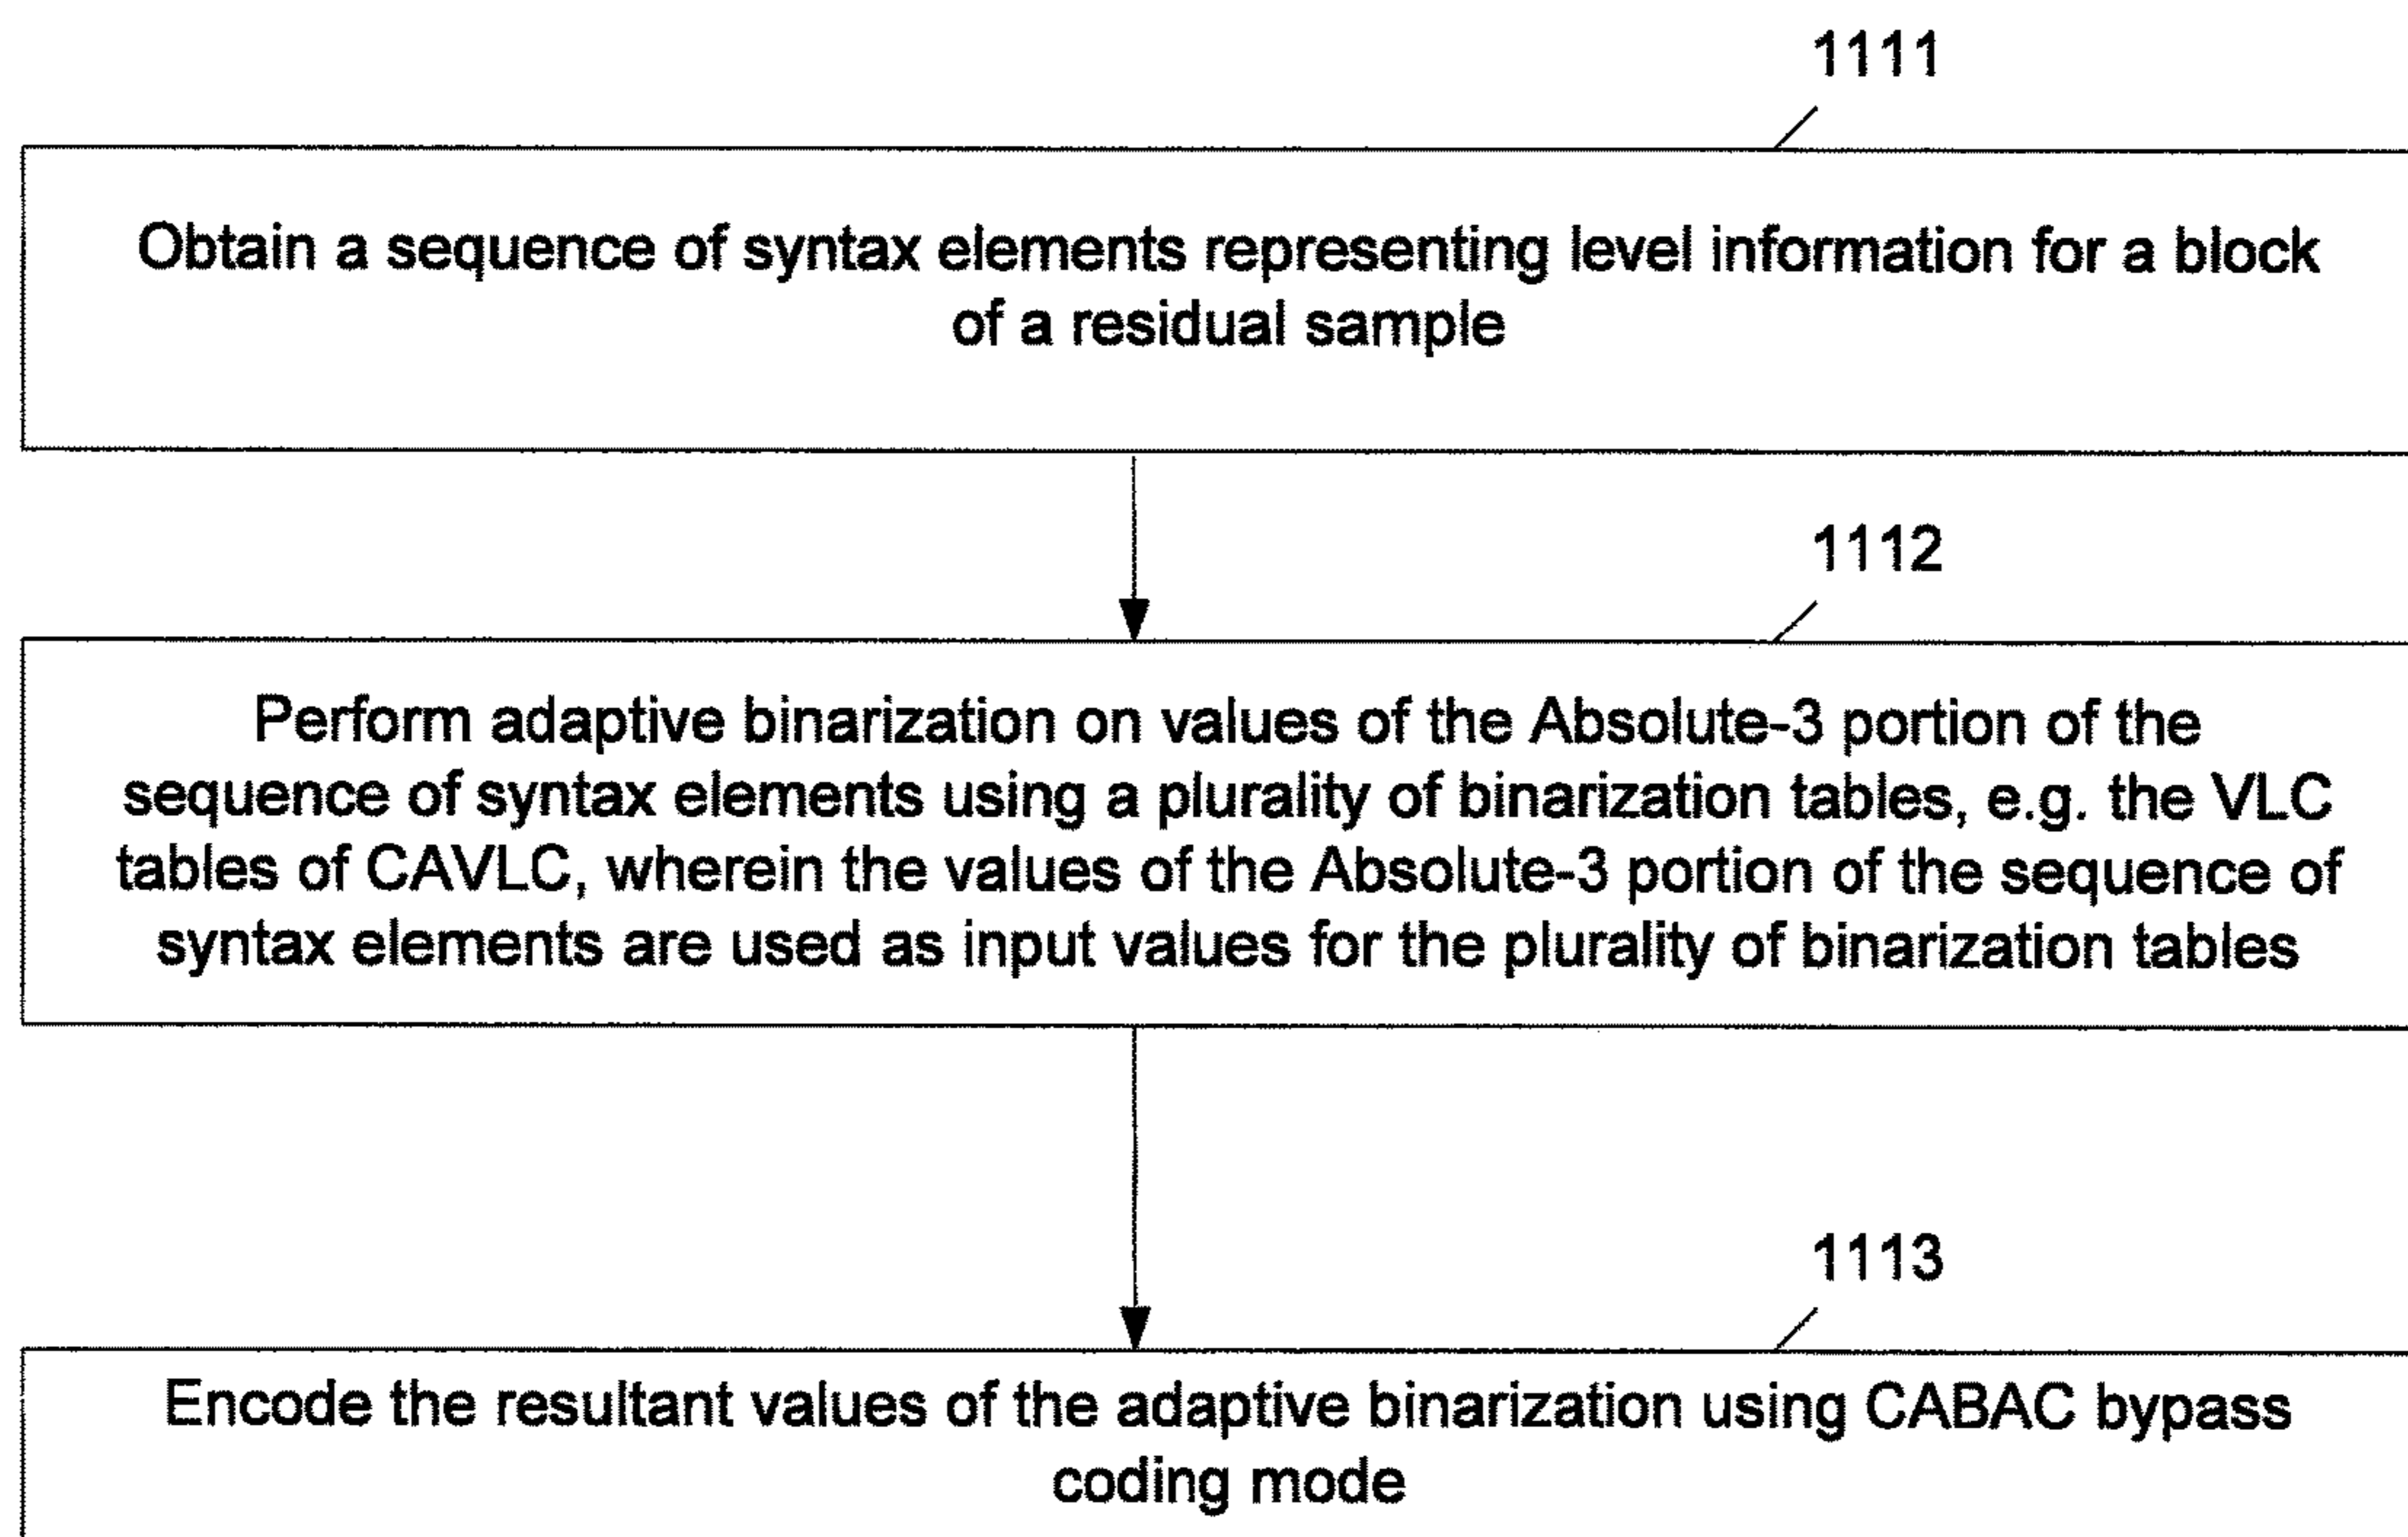 1111
Obtain a sequence of syntax elements representing level information for a block
of a residual sample
1112
Perform adaptive binarization on values of the Absolute-3 portion of the
sequence of syntax elements using a plurality of binarization tables, e.g. the VLC
tables of CAVLC, wherein the values of the Absolute-3 portion of the sequence of
syntax elements are used as input values for the plurality of binarization tables
1113
Encode the resultant values of the adaptive binarization using CABAC bypass
coding mode